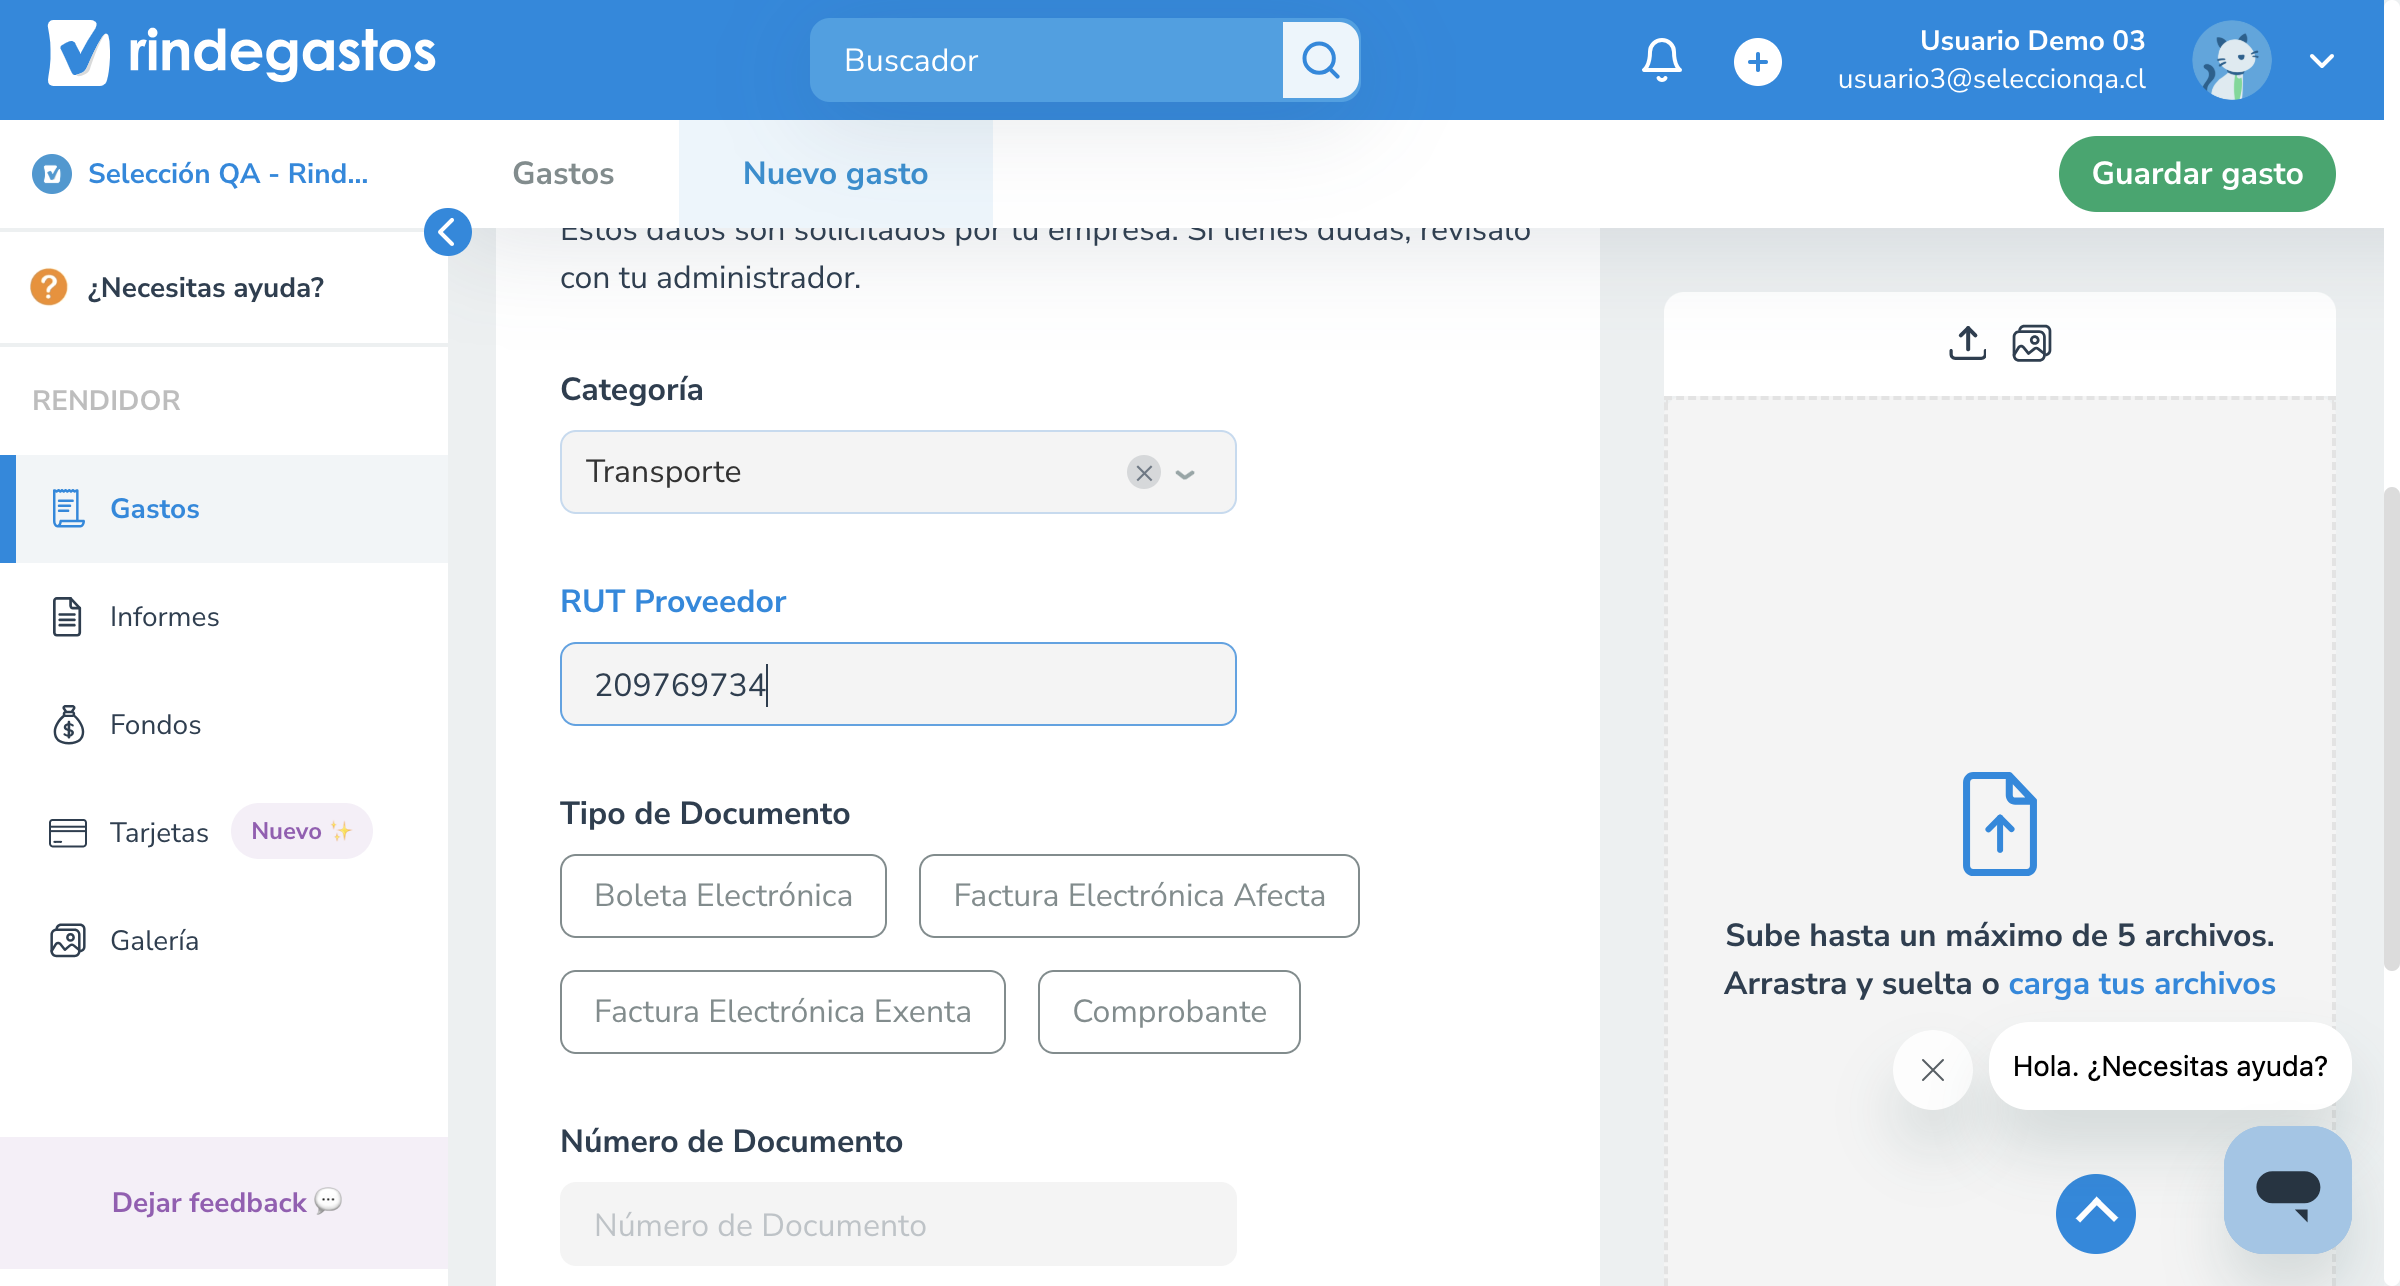 rindegastos
Buscador
Usuario Demo 03
usuario3@seleccionqa.cl
Selección QA - Rind...
Gastos
Nuevo gasto
Guardar gasto
¿Necesitas ayuda?
RENDIDOR
Gastos
Informes
Fondos
Tarjetas
Nuevo ✨
Galería
Dejar feedback 💬
Estos datos son solicitados por tu empresa. Si tienes dudas, revísalo
con tu administrador.
Categoría
Transporte
RUT Proveedor
209769734
Tipo de Documento
Boleta Electrónica
Factura Electrónica Afecta
Factura Electrónica Exenta
Comprobante
Número de Documento
Número de Documento
Sube hasta un máximo de 5 archivos.
Arrastra y suelta o carga tus archivos
Hola. ¿Necesitas ayuda?